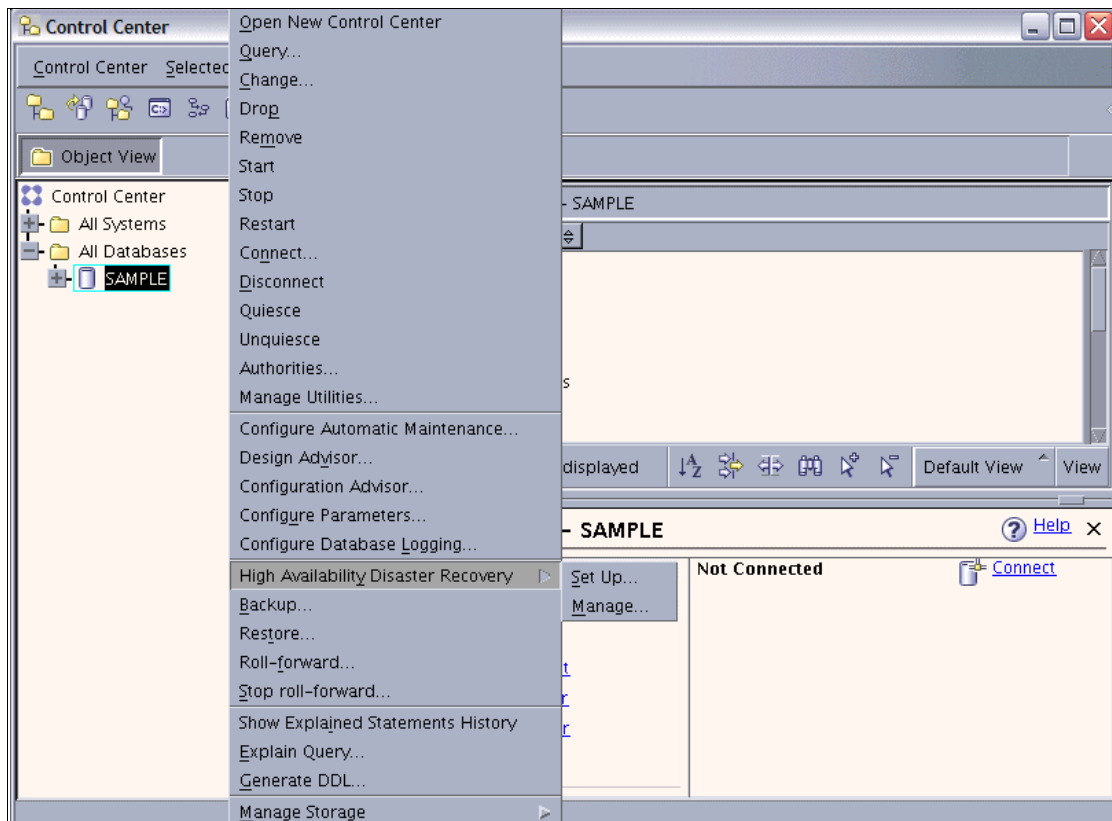 Control Center
Control Center Selected
Object View
Control Center
All Systems
All Databases
SAMPLE
Open New Control Center
Query...
Change...
Drop
Remove
Start
Stop
Restart
Connect...
Disconnect
Quiesce
Unquiesce
Authorities...
Manage Utilities...
Configure Automatic Maintenance...
Design Advisor...
Configuration Advisor...
Configure Parameters...
Configure Database Logging...
High Availability Disaster Recovery
Backup...
Restore...
Roll-forward...
Stop roll-forward...
Show Explained Statements History
Explain Query...
Generate DDL...
Manage Storage
Set Up...
Manage...
- SAMPLE
s
displayed
Default View View
- SAMPLE
Help
Not Connected
Connect
t
r
r